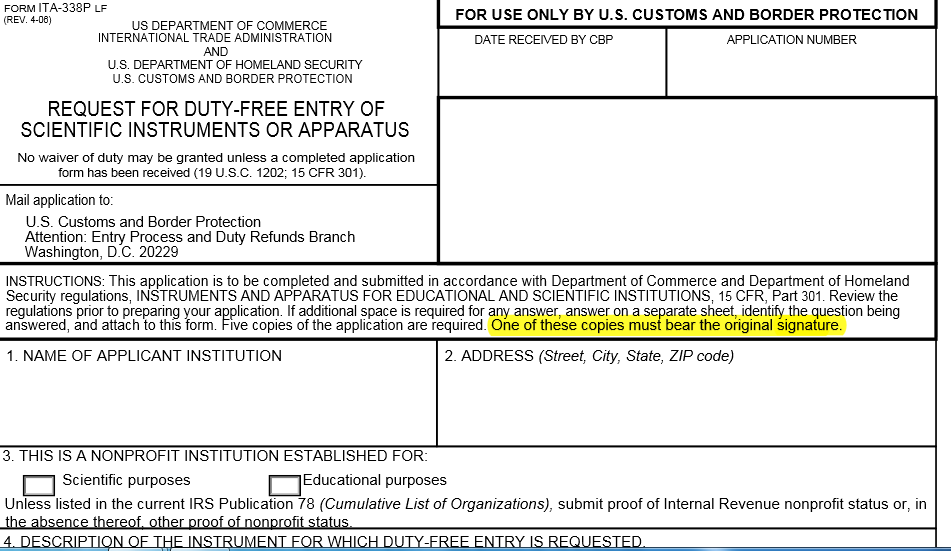 FORM ITA-338P LF
(REV. 4-06)
US DEPARTMENT OF COMMERCE
INTERNATIONAL TRADE ADMINISTRATION
AND
U.S. DEPARTMENT OF HOMELAND SECURITY
U.S. CUSTOMS AND BORDER PROTECTION
REQUEST FOR DUTY-FREE ENTRY OF
SCIENTIFIC INSTRUMENTS OR APPARATUS
No waiver of duty may be granted unless a completed application
form has been received (19 U.S.C. 1202; 15 CFR 301).
FOR USE ONLY BY U.S. CUSTOMS AND BORDER PROTECTION
DATE RECEIVED BY CBP
APPLICATION NUMBER
Mail application to:
U.S. Customs and Border Protection
Attention: Entry Process and Duty Refunds Branch
Washington, D.C. 20229
INSTRUCTIONS: This application is to be completed and submitted in accordance with Department of Commerce and Department of Homeland
Security regulations, INSTRUMENTS AND APPARATUS FOR EDUCATIONAL AND SCIENTIFIC INSTITUTIONS, 15 CFR, Part 301. Review the
regulations prior to preparing your application. If additional space is required for any answer, answer on a separate sheet, identify the question being
answered, and attach to this form. Five copies of the application are required. One of these copies must bear the original signature.
1. NAME OF APPLICANT INSTITUTION
2. ADDRESS (Street, City, State, ZIP code)
3. THIS IS A NONPROFIT INSTITUTION ESTABLISHED FOR:
Scientific purposes
Educational purposes
Unless listed in the current IRS Publication 78 (Cumulative List of Organizations), submit proof of Internal Revenue nonprofit status or, in
the absence thereof, other proof of nonprofit status.
4. DESCRIPTION OF THE INSTRUMENT FOR WHICH DUTY-FREE ENTRY IS REQUESTED.